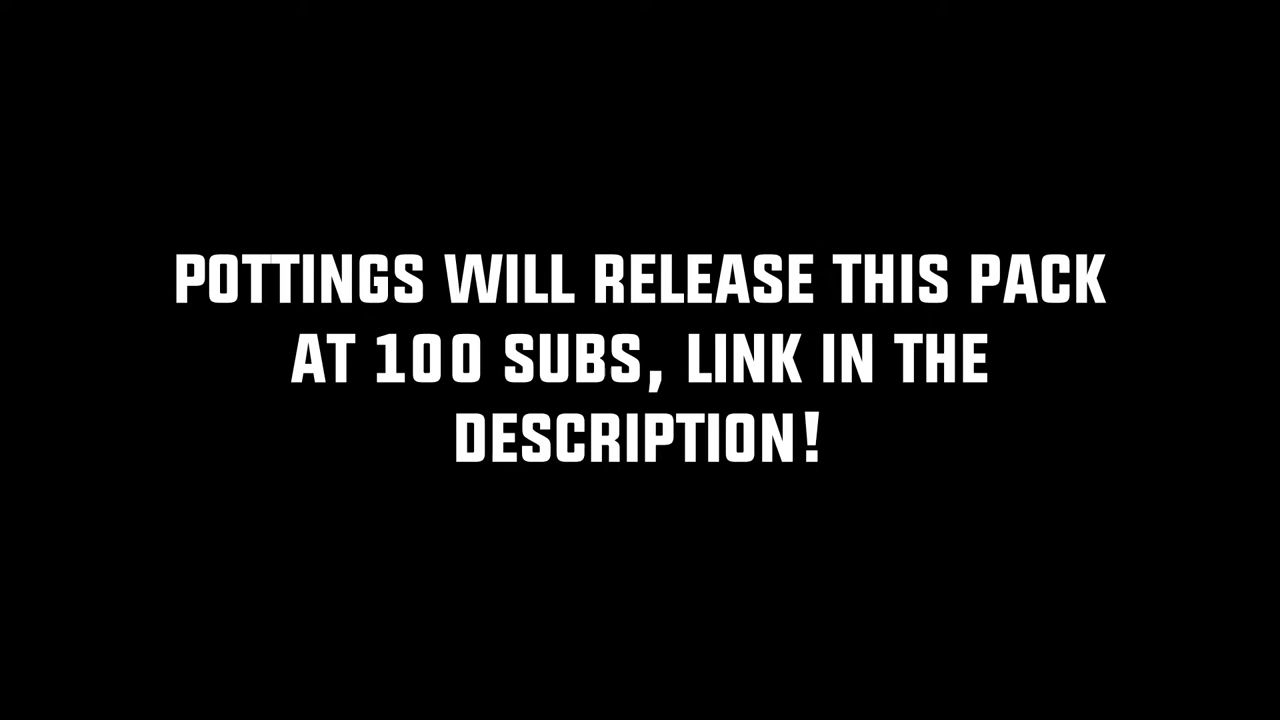 POTTINGS WILL RELEASE THIS PACK
AT 100 SUBS, LINK IN THE
DESCRIPTION!